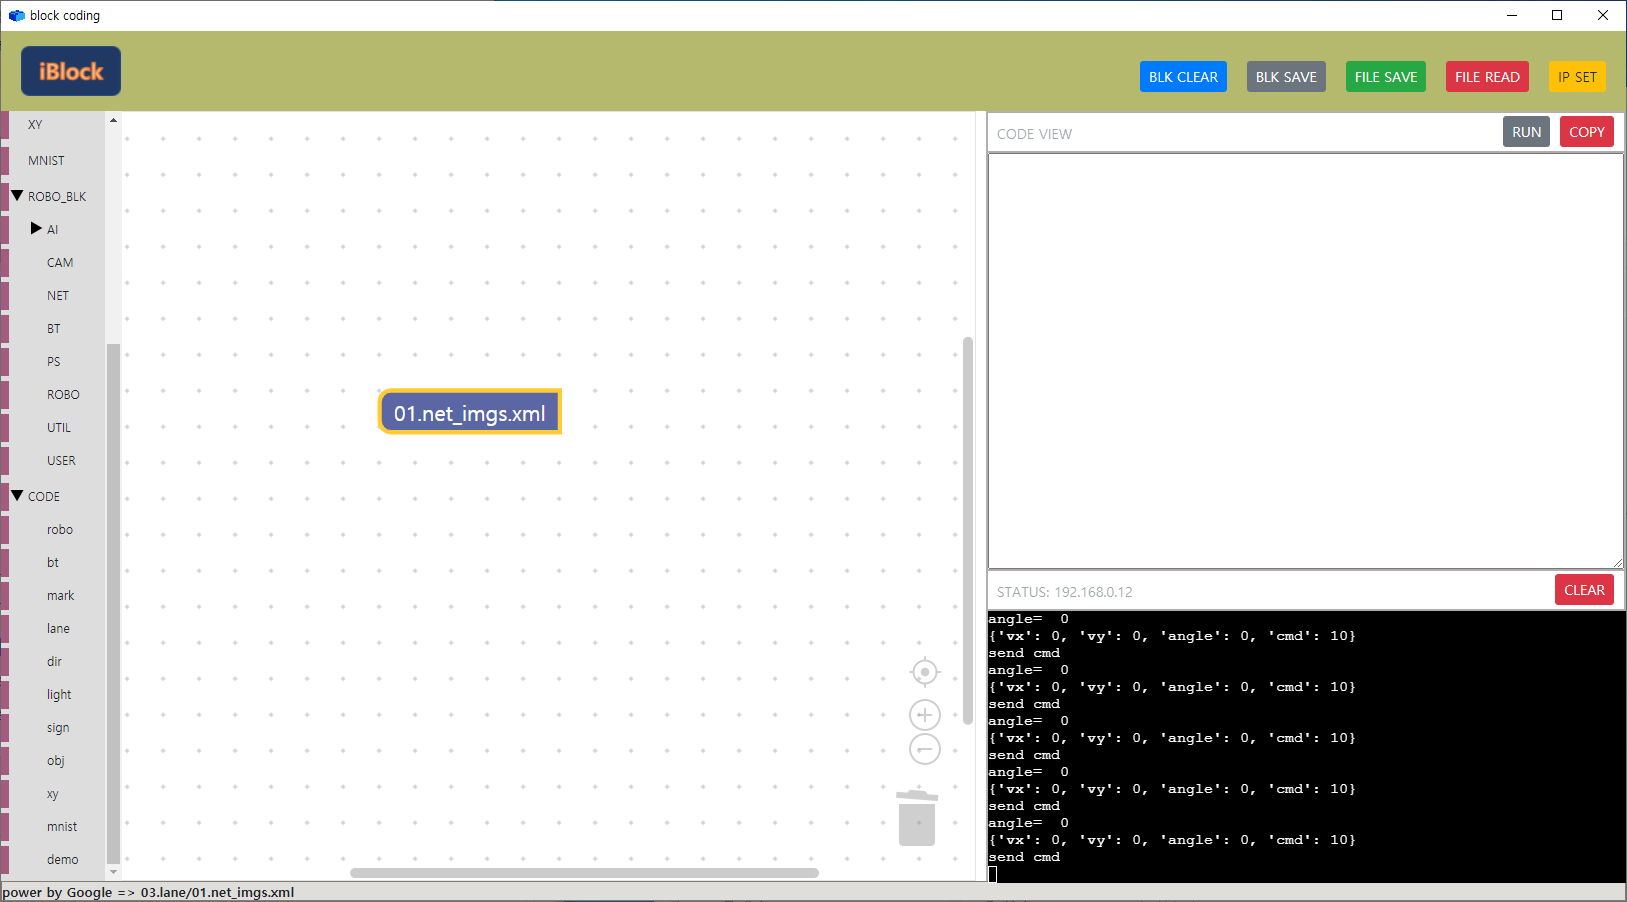 block coding
iBlock
BLK CLEAR
BLK SAVE
FILE SAVE
FILE READ
IP SET
XY
MNIST
ROBO_BLK
AI
CAM
NET
BT
PS
ROBO
UTIL
USER
CODE
robo
bt
mark
lane
dir
light
sign
obj
xy
mnist
demo
01.net_imgs.xml
CODE VIEW
RUN
COPY
STATUS: 192.168.0.12
CLEAR
angle=  0
{'vx': 0, 'vy': 0, 'angle': 0, 'cmd': 10}
send cmd
angle=  0
{'vx': 0, 'vy': 0, 'angle': 0, 'cmd': 10}
send cmd
angle=  0
{'vx': 0, 'vy': 0, 'angle': 0, 'cmd': 10}
send cmd
angle=  0
{'vx': 0, 'vy': 0, 'angle': 0, 'cmd': 10}
send cmd
angle=  0
{'vx': 0, 'vy': 0, 'angle': 0, 'cmd': 10}
send cmd
power by Google => 03.lane/01.net_imgs.xml